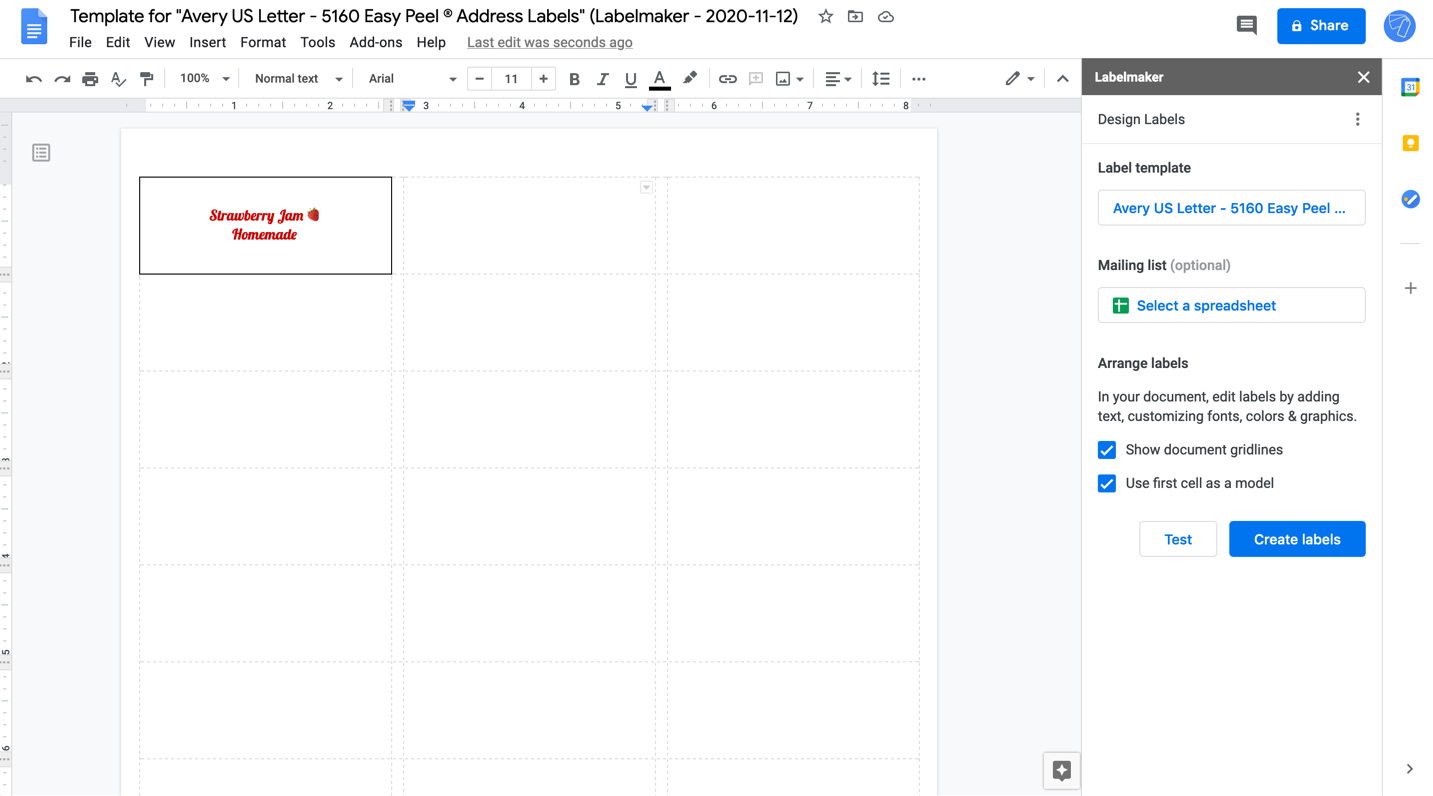 Template for "Avery US Letter - 5160 Easy Peel ® Address Labels" (Labelmaker - 2020-11-12)
File Edit View Insert Format Tools Add-ons Help Last edit was seconds ago
Share
100% Normal text Arial − 11 + B I U A
Labelmaker
31
1 2 3 4 5 6 7 8
Design Labels
Label template
Avery US Letter - 5160 Easy Peel ...
Strawberry Jam 🍓
Homemade
Mailing list (optional)
Select a spreadsheet
Arrange labels
In your document, edit labels by adding
text, customizing fonts, colors & graphics.
Show document gridlines
Use first cell as a model
Test
Create labels
3
4
5
6